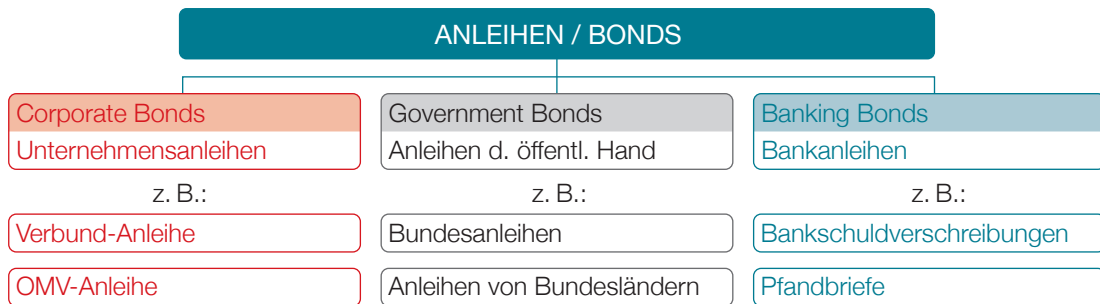 ANLEIHEN / BONDS
Corporate Bonds
Unternehmensanleihen
z. B.:
Verbund-Anleihe
OMV-Anleihe
Government Bonds
Anleihen d. öffentl. Hand
z. B.:
Bundesanleihen
Anleihen von Bundesländern
Banking Bonds
Bankanleihen
z. B.:
Bankschuldverschreibungen
Pfandbriefe